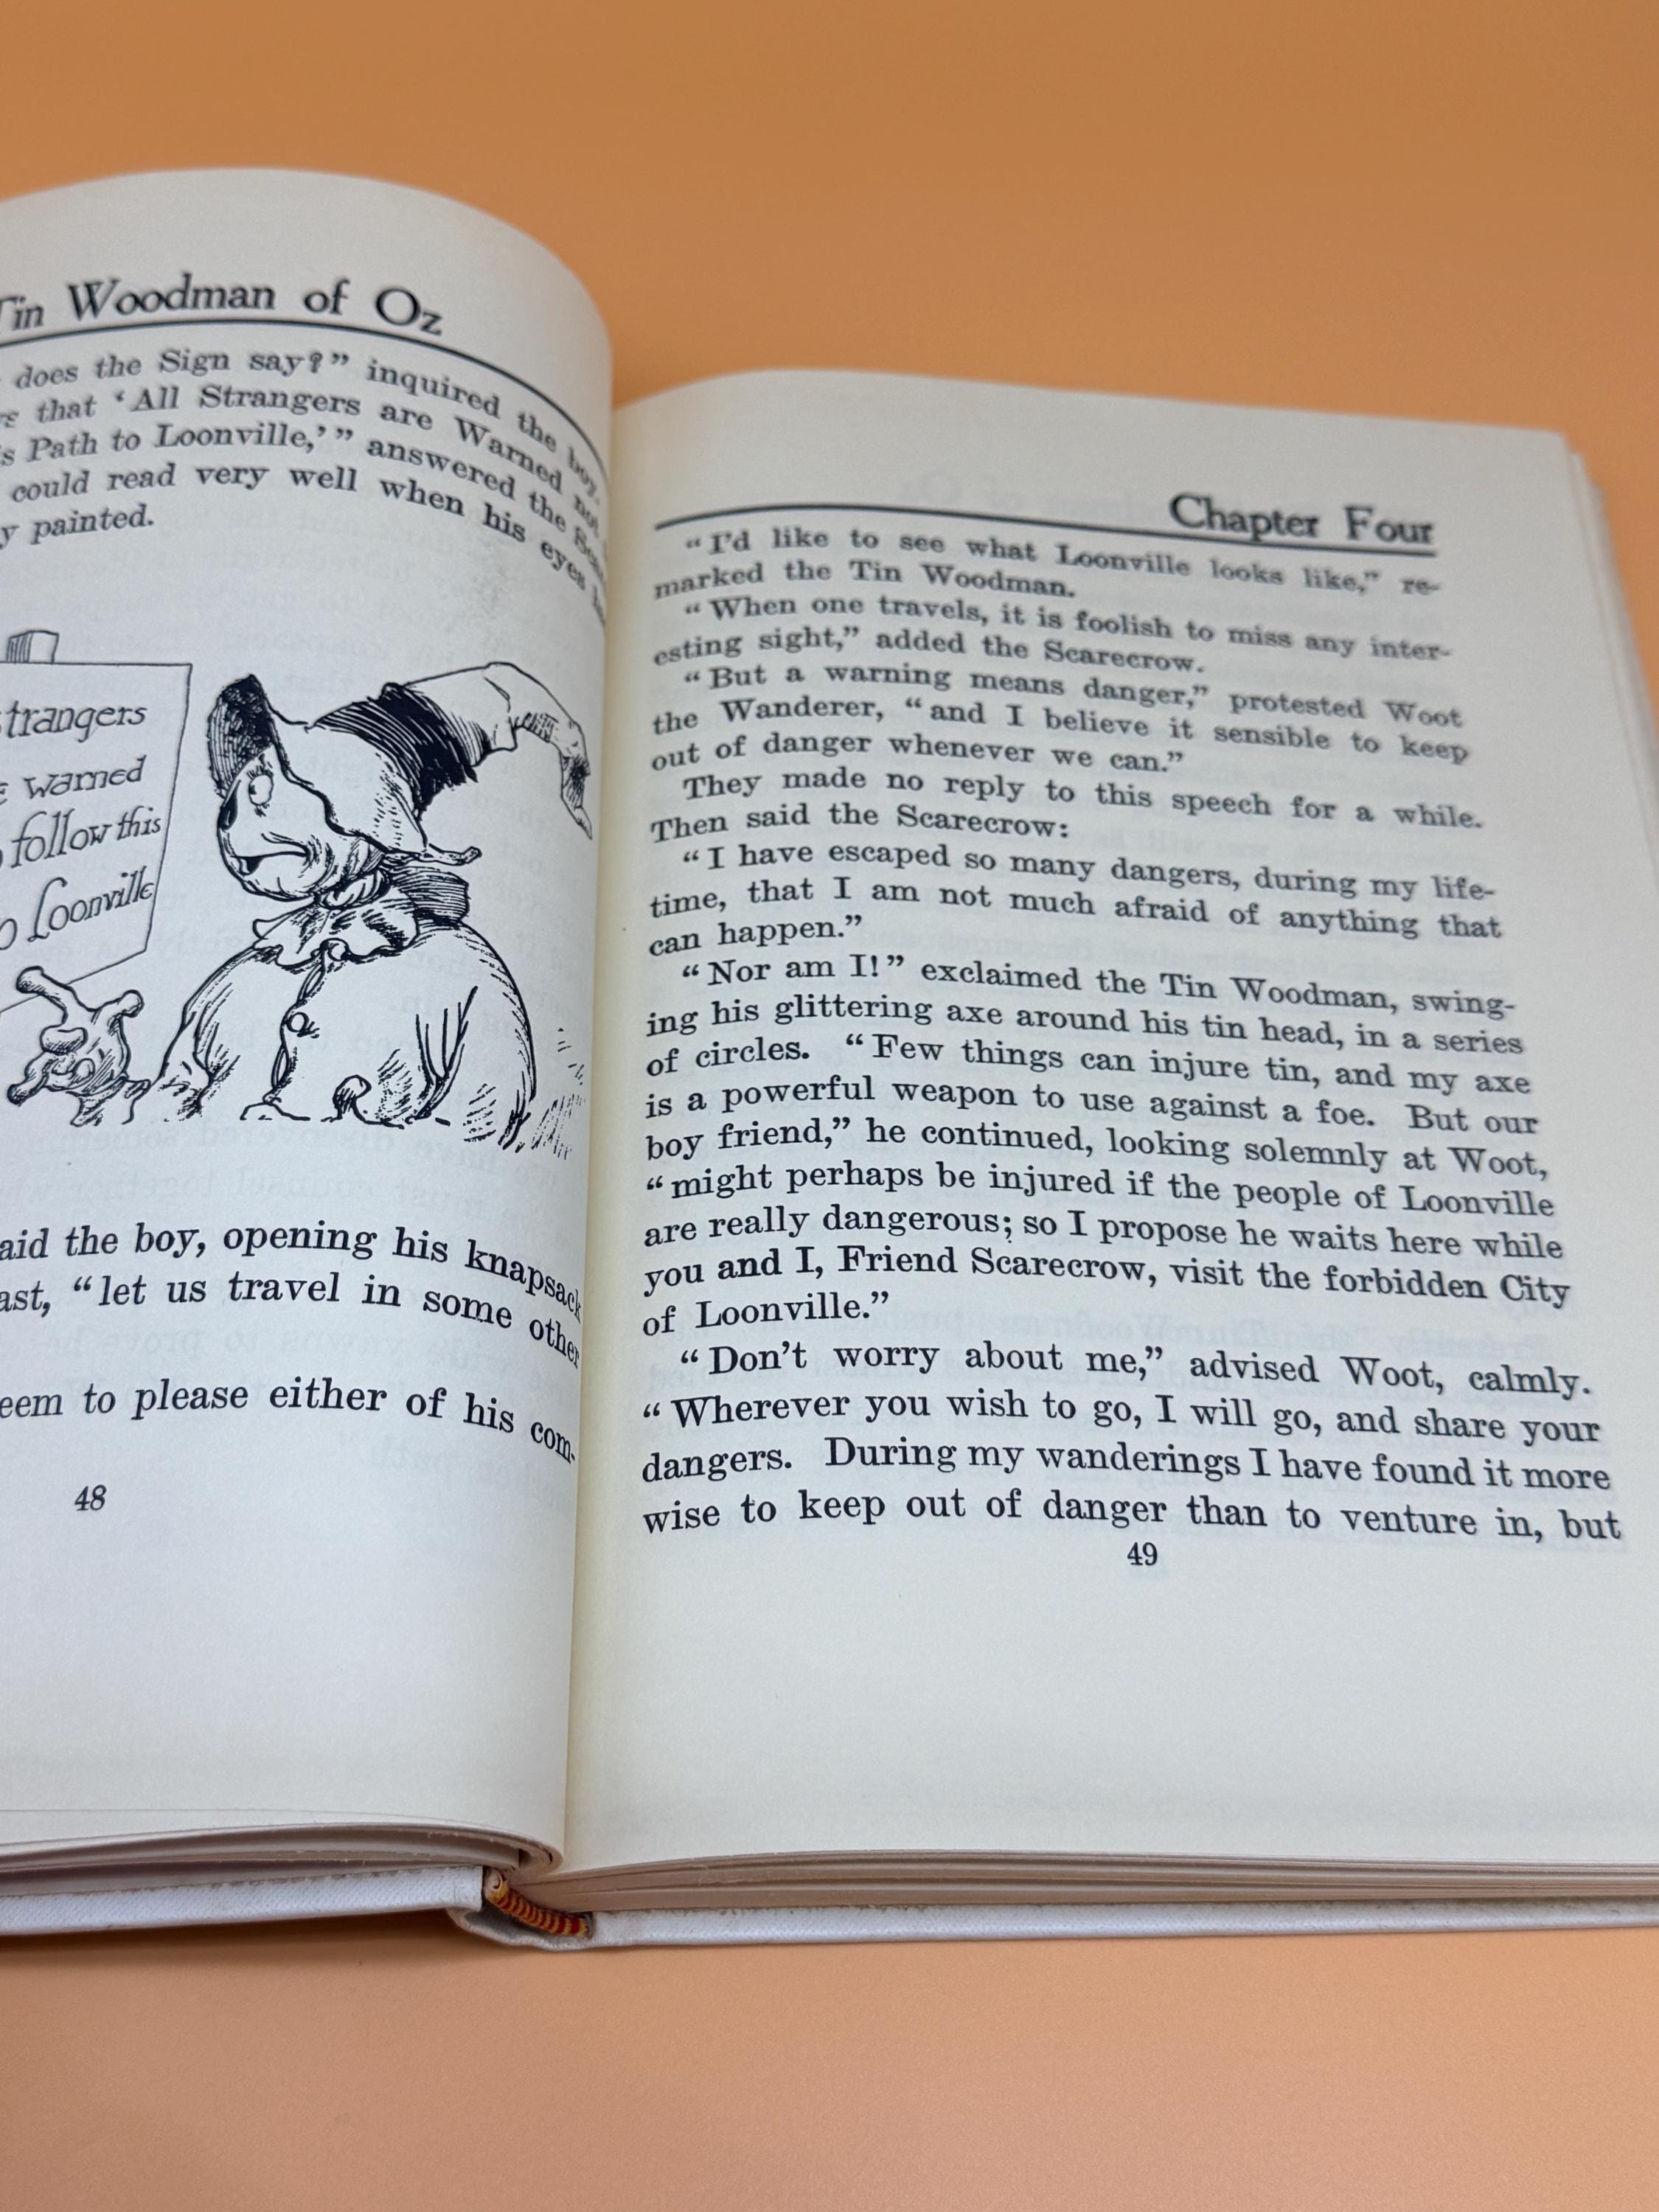 Tin Woodman of Oz
does the Sign say?” inquired the boy.
that ‘All Strangers are Warned not
Path to Loonville,’” answered the
could read very well when his eyes
painted.
trangers
warned
follow this
Loonville
aid the boy, opening his knapsack
ast, “let us travel in some other
eem to please either of his com-
48
Chapter Four
“I’d like to see what Loonville looks like,” re-
marked the Tin Woodman.
“When one travels, it is foolish to miss any inter-
esting sight,” added the Scarecrow.
“But a warning means danger,” protested Woot
the Wanderer, “and I believe it sensible to keep
out of danger whenever we can.”
They made no reply to this speech for a while.
Then said the Scarecrow:
“I have escaped so many dangers, during my life-
time, that I am not much afraid of anything that
can happen.”
“Nor am I!” exclaimed the Tin Woodman, swing-
ing his glittering axe around his tin head, in a series
of circles. “Few things can injure tin, and my axe
is a powerful weapon to use against a foe. But our
boy friend,” he continued, looking solemnly at Woot,
“might perhaps be injured if the people of Loonville
are really dangerous; so I propose he waits here while
you and I, Friend Scarecrow, visit the forbidden City
of Loonville.”
“Don’t worry about me,” advised Woot, calmly.
“Wherever you wish to go, I will go, and share your
dangers. During my wanderings I have found it more
wise to keep out of danger than to venture in, but
49